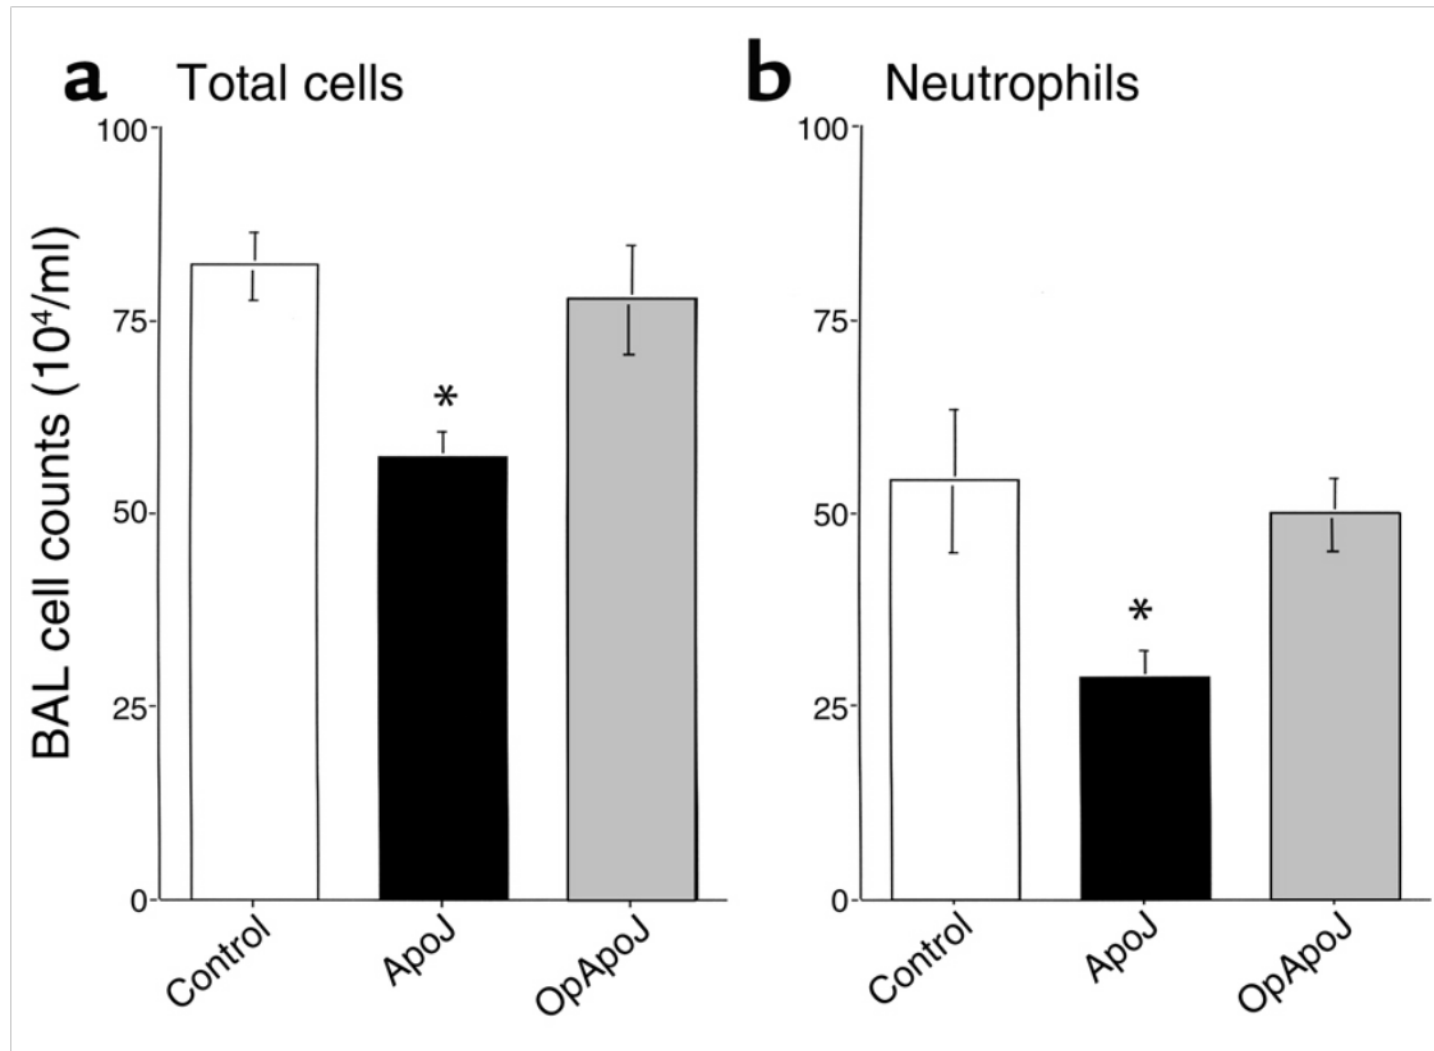 a Total cells
b Neutrophils
BAL cell counts (10⁴/ml)
100
75
50
25
0
*
Control
ApoJ
OpApoJ
100
75
50
25
0
*
Control
ApoJ
OpApoJ